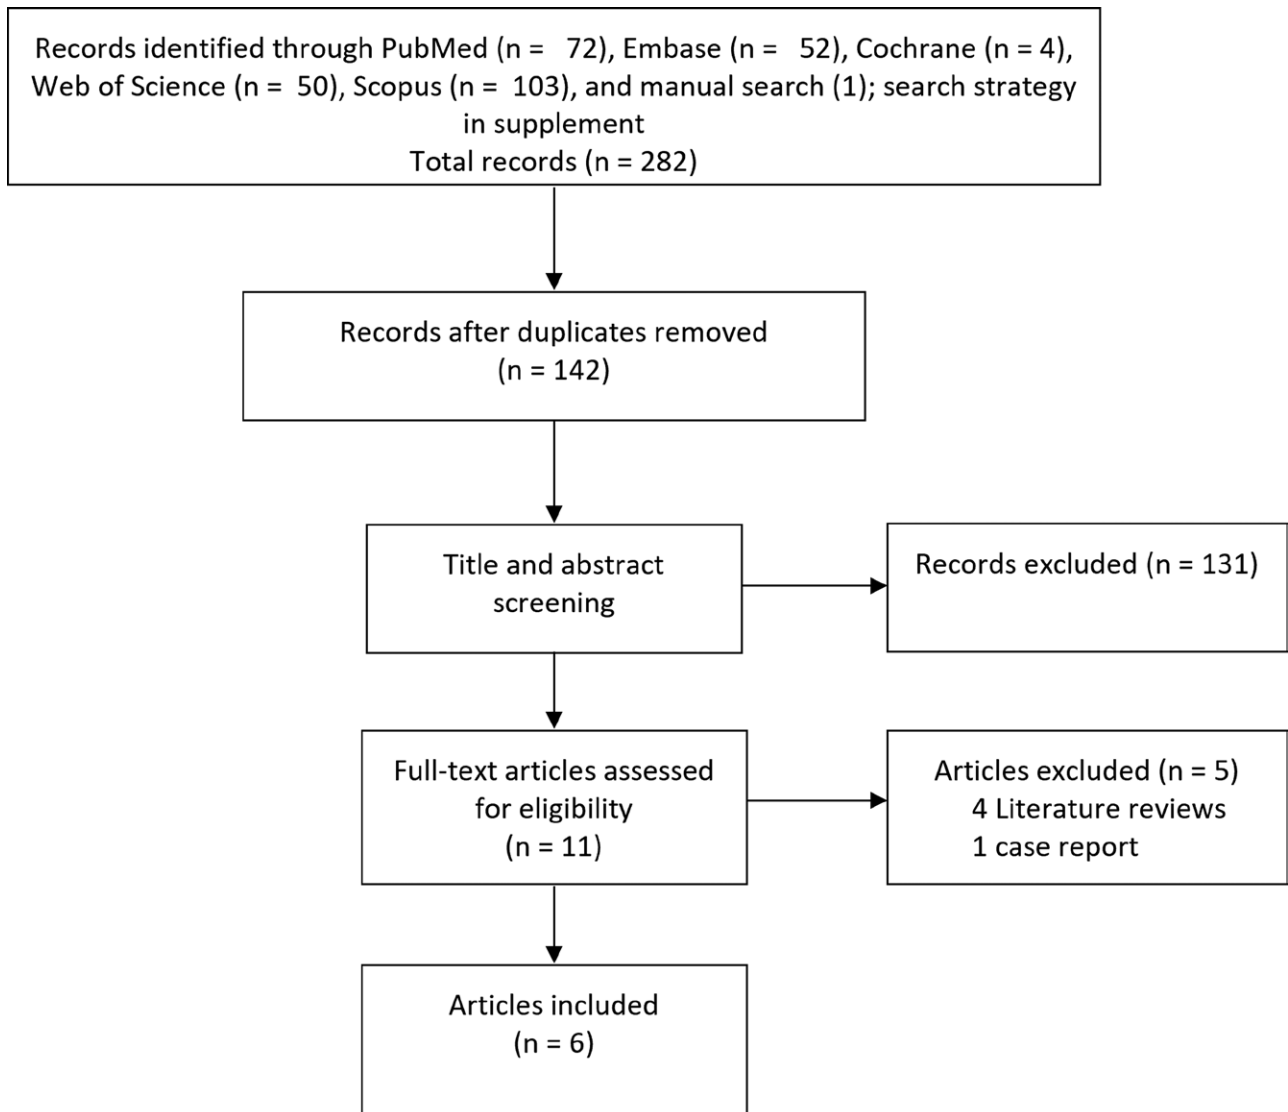 Records identified through PubMed (n = 72), Embase (n = 52), Cochrane (n = 4),
Web of Science (n = 50), Scopus (n = 103), and manual search (1); search strategy
in supplement
Total records (n = 282)
Records after duplicates removed
(n = 142)
Title and abstract
screening
Records excluded (n = 131)
Full-text articles assessed
for eligibility
(n = 11)
Articles excluded (n = 5)
4 Literature reviews
1 case report
Articles included
(n = 6)